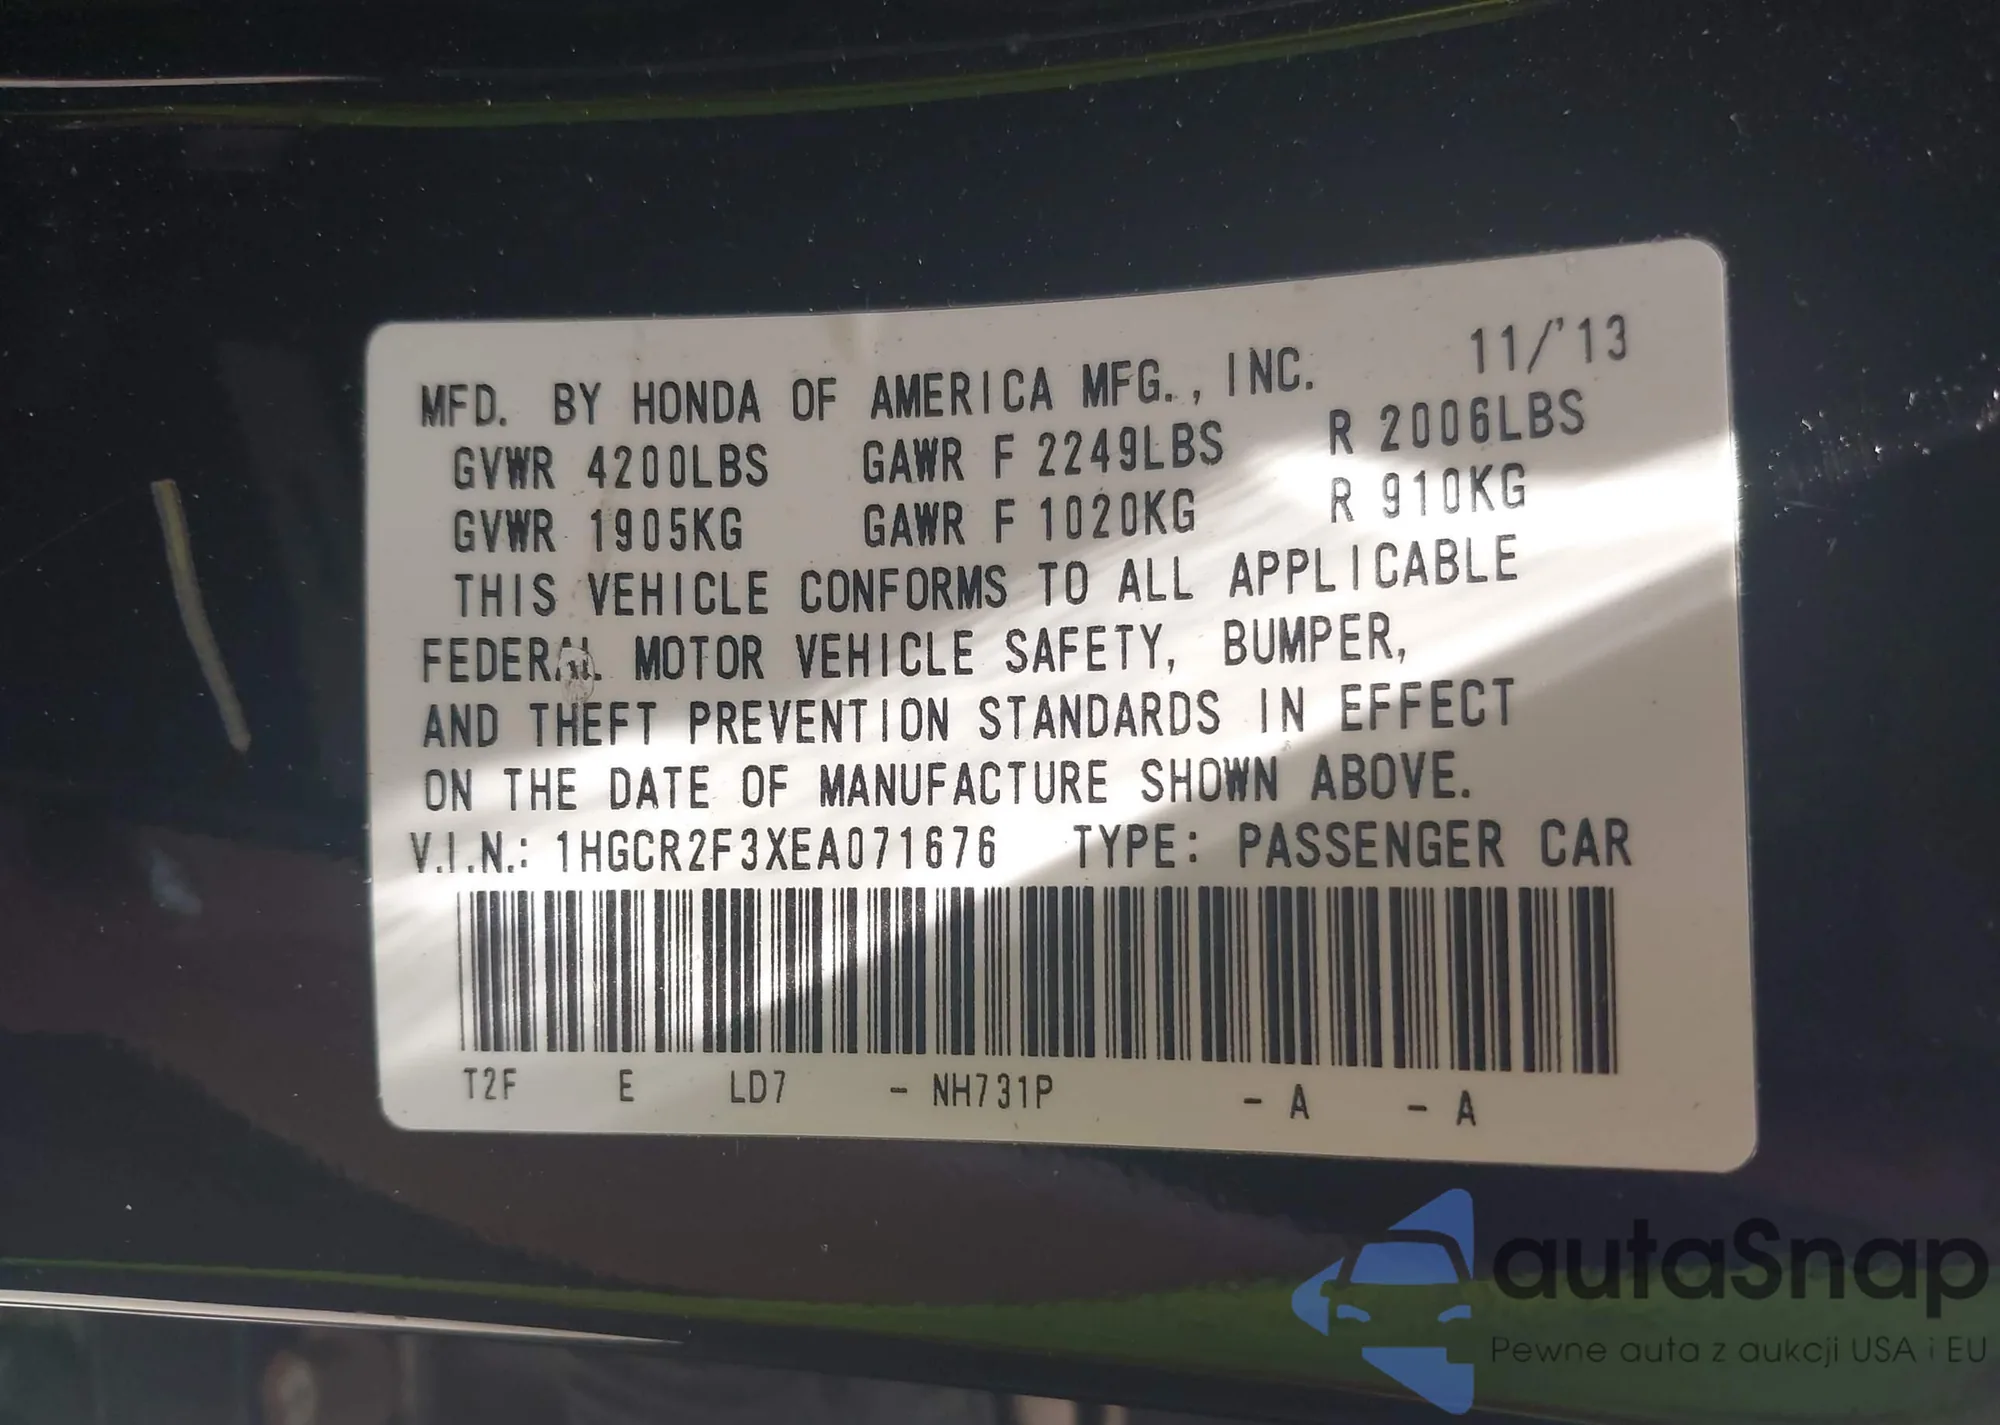 MFD. BY HONDA OF AMERICA MFG., INC. 11/'13
GVWR 4200LBS GAWR F 2249LBS R 2006LBS
GVWR 1905KG GAWR F 1020KG R 910KG
THIS VEHICLE CONFORMS TO ALL APPLICABLE
FEDERAL MOTOR VEHICLE SAFETY, BUMPER,
AND THEFT PREVENTION STANDARDS IN EFFECT
ON THE DATE OF MANUFACTURE SHOWN ABOVE.
V.I.N.: 1HGCR2F3XEA071676 TYPE: PASSENGER CAR
T2F E LD7 - NH731P - A - A
autaSnap
Pewne auta z aukcji USA i EU